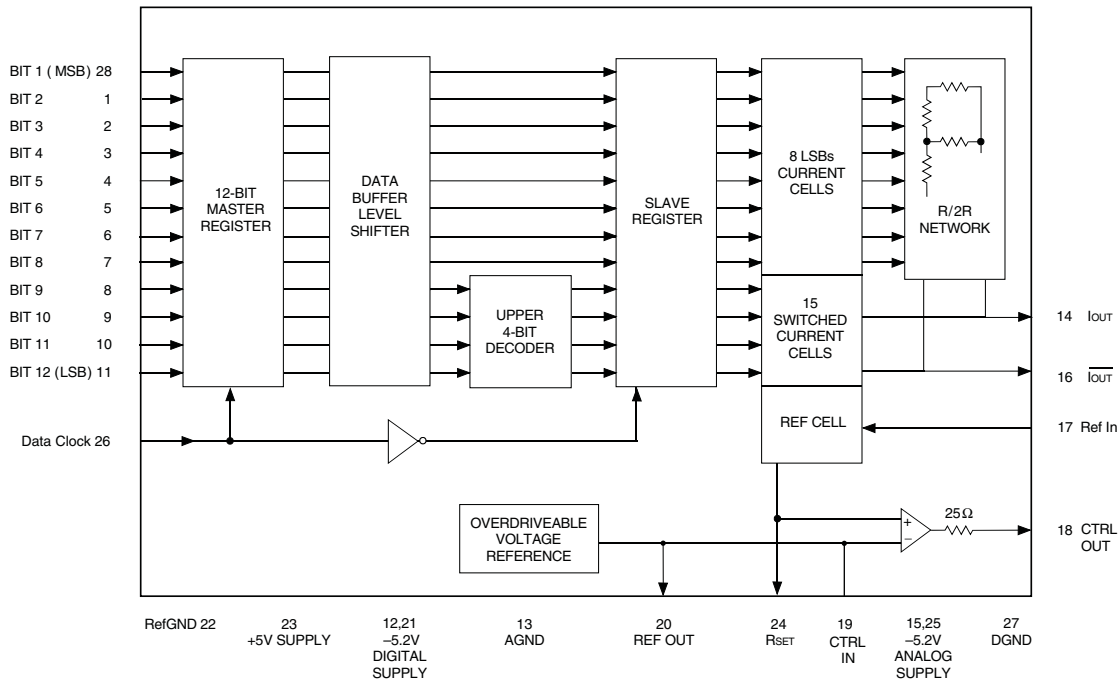 BIT 1 ( MSB) 28
BIT 2 1
BIT 3 2
BIT 4 3
BIT 5 4
BIT 6 5
BIT 7 6
BIT 8 7
BIT 9 8
BIT 10 9
BIT 11 10
BIT 12 (LSB) 11
Data Clock 26
12-BIT
MASTER
REGISTER
DATA
BUFFER
LEVEL
SHIFTER
UPPER
4-BIT
DECODER
SLAVE
REGISTER
8 LSBs
CURRENT
CELLS
15
SWITCHED
CURRENT
CELLS
REF CELL
R/2R
NETWORK
14 IOUT
16 IOUT
17 Ref In
OVERDRIVEABLE
VOLTAGE
REFERENCE
+
–
25Ω
18 CTRL
OUT
RefGND 22
23
+5V SUPPLY
12,21
–5.2V
DIGITAL
SUPPLY
13
AGND
20
REF OUT
24
RSET
19
CTRL
IN
15,25
–5.2V
ANALOG
SUPPLY
27
DGND